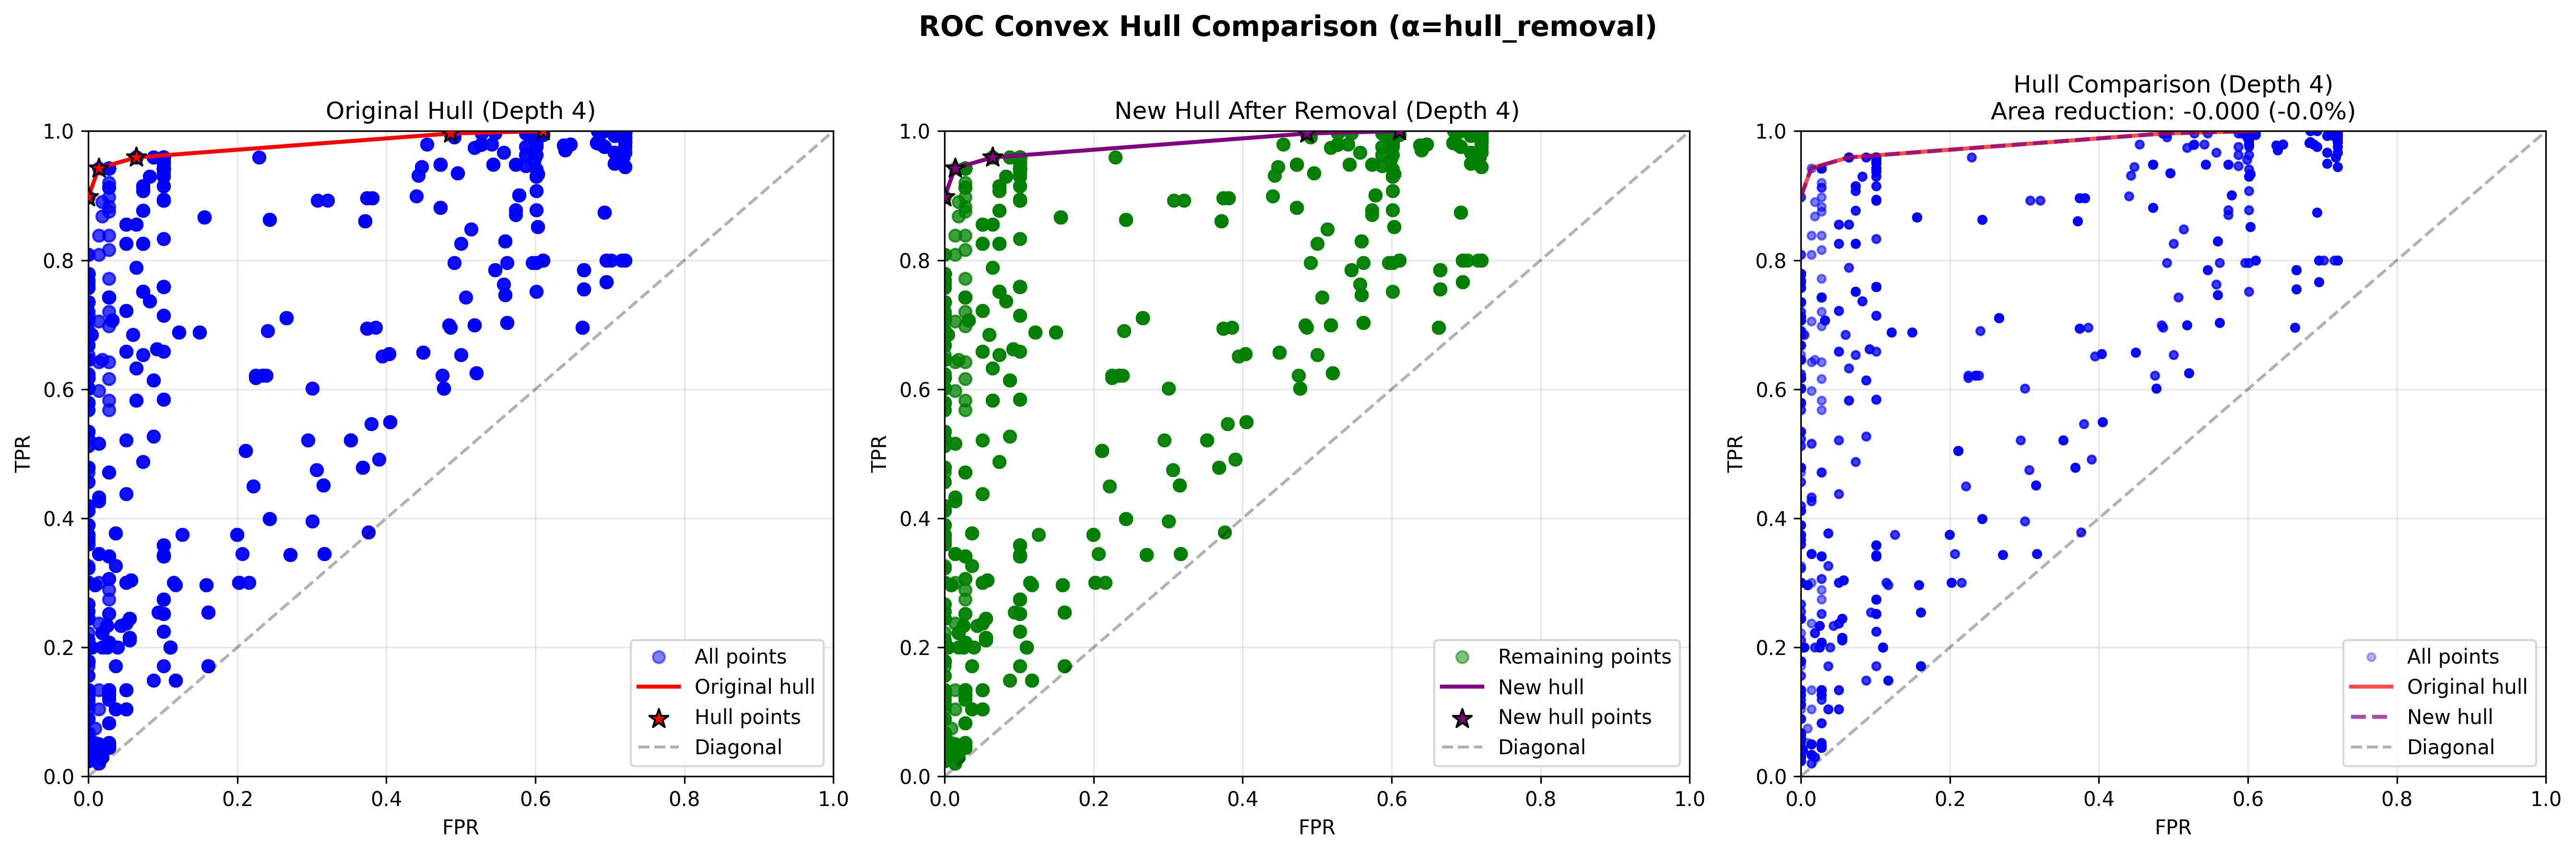 ROC Convex Hull Comparison (α=hull_removal)
Original Hull (Depth 4)
TPR
1.0
0.8
0.6
0.4
0.2
0.0
0.0 0.2 0.4 0.6 0.8 1.0
FPR
All points
Original hull
Hull points
Diagonal
New Hull After Removal (Depth 4)
TPR
1.0
0.8
0.6
0.4
0.2
0.0
0.0 0.2 0.4 0.6 0.8 1.0
FPR
Remaining points
New hull
New hull points
Diagonal
Hull Comparison (Depth 4)
Area reduction: -0.000 (-0.0%)
TPR
1.0
0.8
0.6
0.4
0.2
0.0
0.0 0.2 0.4 0.6 0.8 1.0
FPR
All points
Original hull
New hull
Diagonal